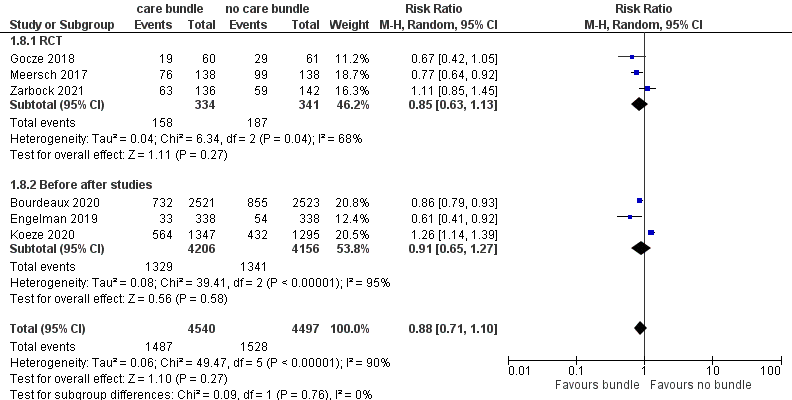 care bundle no care bundle Risk Ratio Risk Ratio
Study or Subgroup Events Total Events Total Weight M-H, Random, 95% CI M-H, Random, 95% CI
1.8.1 RCT
Gocze 2018 19 60 29 61 11.2% 0.67 [0.42, 1.05]
Meersch 2017 76 138 99 138 18.7% 0.77 [0.64, 0.92]
Zarbock 2021 63 136 59 142 16.3% 1.11 [0.85, 1.45]
Subtotal (95% CI) 334 341 46.2% 0.85 [0.63, 1.13]
Total events 158 187
Heterogeneity: Tau² = 0.04; Chi² = 6.34, df = 2 (P = 0.04); I² = 68%
Test for overall effect: Z = 1.11 (P = 0.27)
1.8.2 Before after studies
Bourdeaux 2020 732 2521 855 2523 20.8% 0.86 [0.79, 0.93]
Engelman 2019 33 338 54 338 12.4% 0.61 [0.41, 0.92]
Koeze 2020 564 1347 432 1295 20.5% 1.26 [1.14, 1.39]
Subtotal (95% CI) 4206 4156 53.8% 0.91 [0.65, 1.27]
Total events 1329 1341
Heterogeneity: Tau² = 0.08; Chi² = 39.41, df = 2 (P < 0.00001); I² = 95%
Test for overall effect: Z = 0.56 (P = 0.58)
Total (95% CI) 4540 4497 100.0% 0.88 [0.71, 1.10]
Total events 1487 1528
Heterogeneity: Tau² = 0.06; Chi² = 49.47, df = 5 (P < 0.00001); I² = 90%
Test for overall effect: Z = 1.10 (P = 0.27)
Test for subgroup differences: Chi² = 0.09, df = 1 (P = 0.76), I² = 0%
0.01 0.1 1 10 100
Favours bundle Favours no bundle